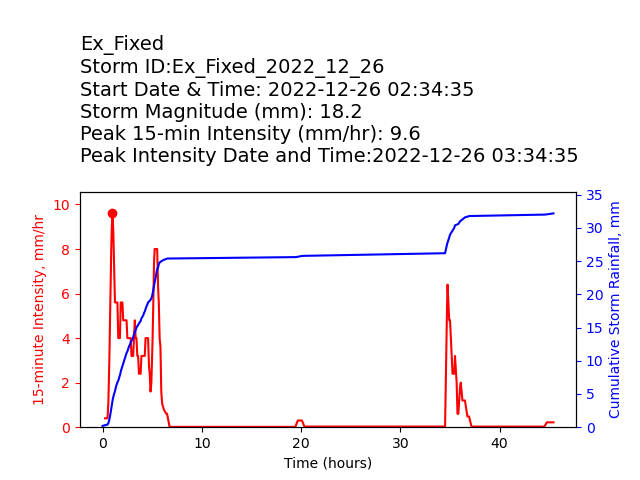 Ex_Fixed
Storm ID:Ex_Fixed_2022_12_26
Start Date & Time: 2022-12-26 02:34:35
Storm Magnitude (mm): 18.2
Peak 15-min Intensity (mm/hr): 9.6
Peak Intensity Date and Time:2022-12-26 03:34:35
15-minute Intensity, mm/hr
10
8
6
4
2
0
35
30
25
20
15
10
5
0
Cumulative Storm Rainfall, mm
0 10 20 30 40
Time (hours)